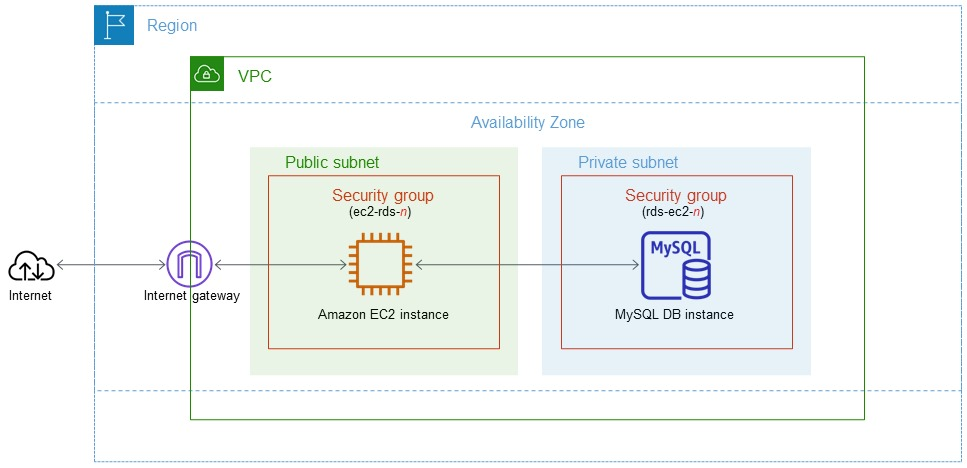 Region
VPC
Availability Zone
Public subnet
Private subnet
Security group
(ec2-rds-n)
Security group
(rds-ec2-n)
MySQL
Internet
Internet gateway
Amazon EC2 instance
MySQL DB instance